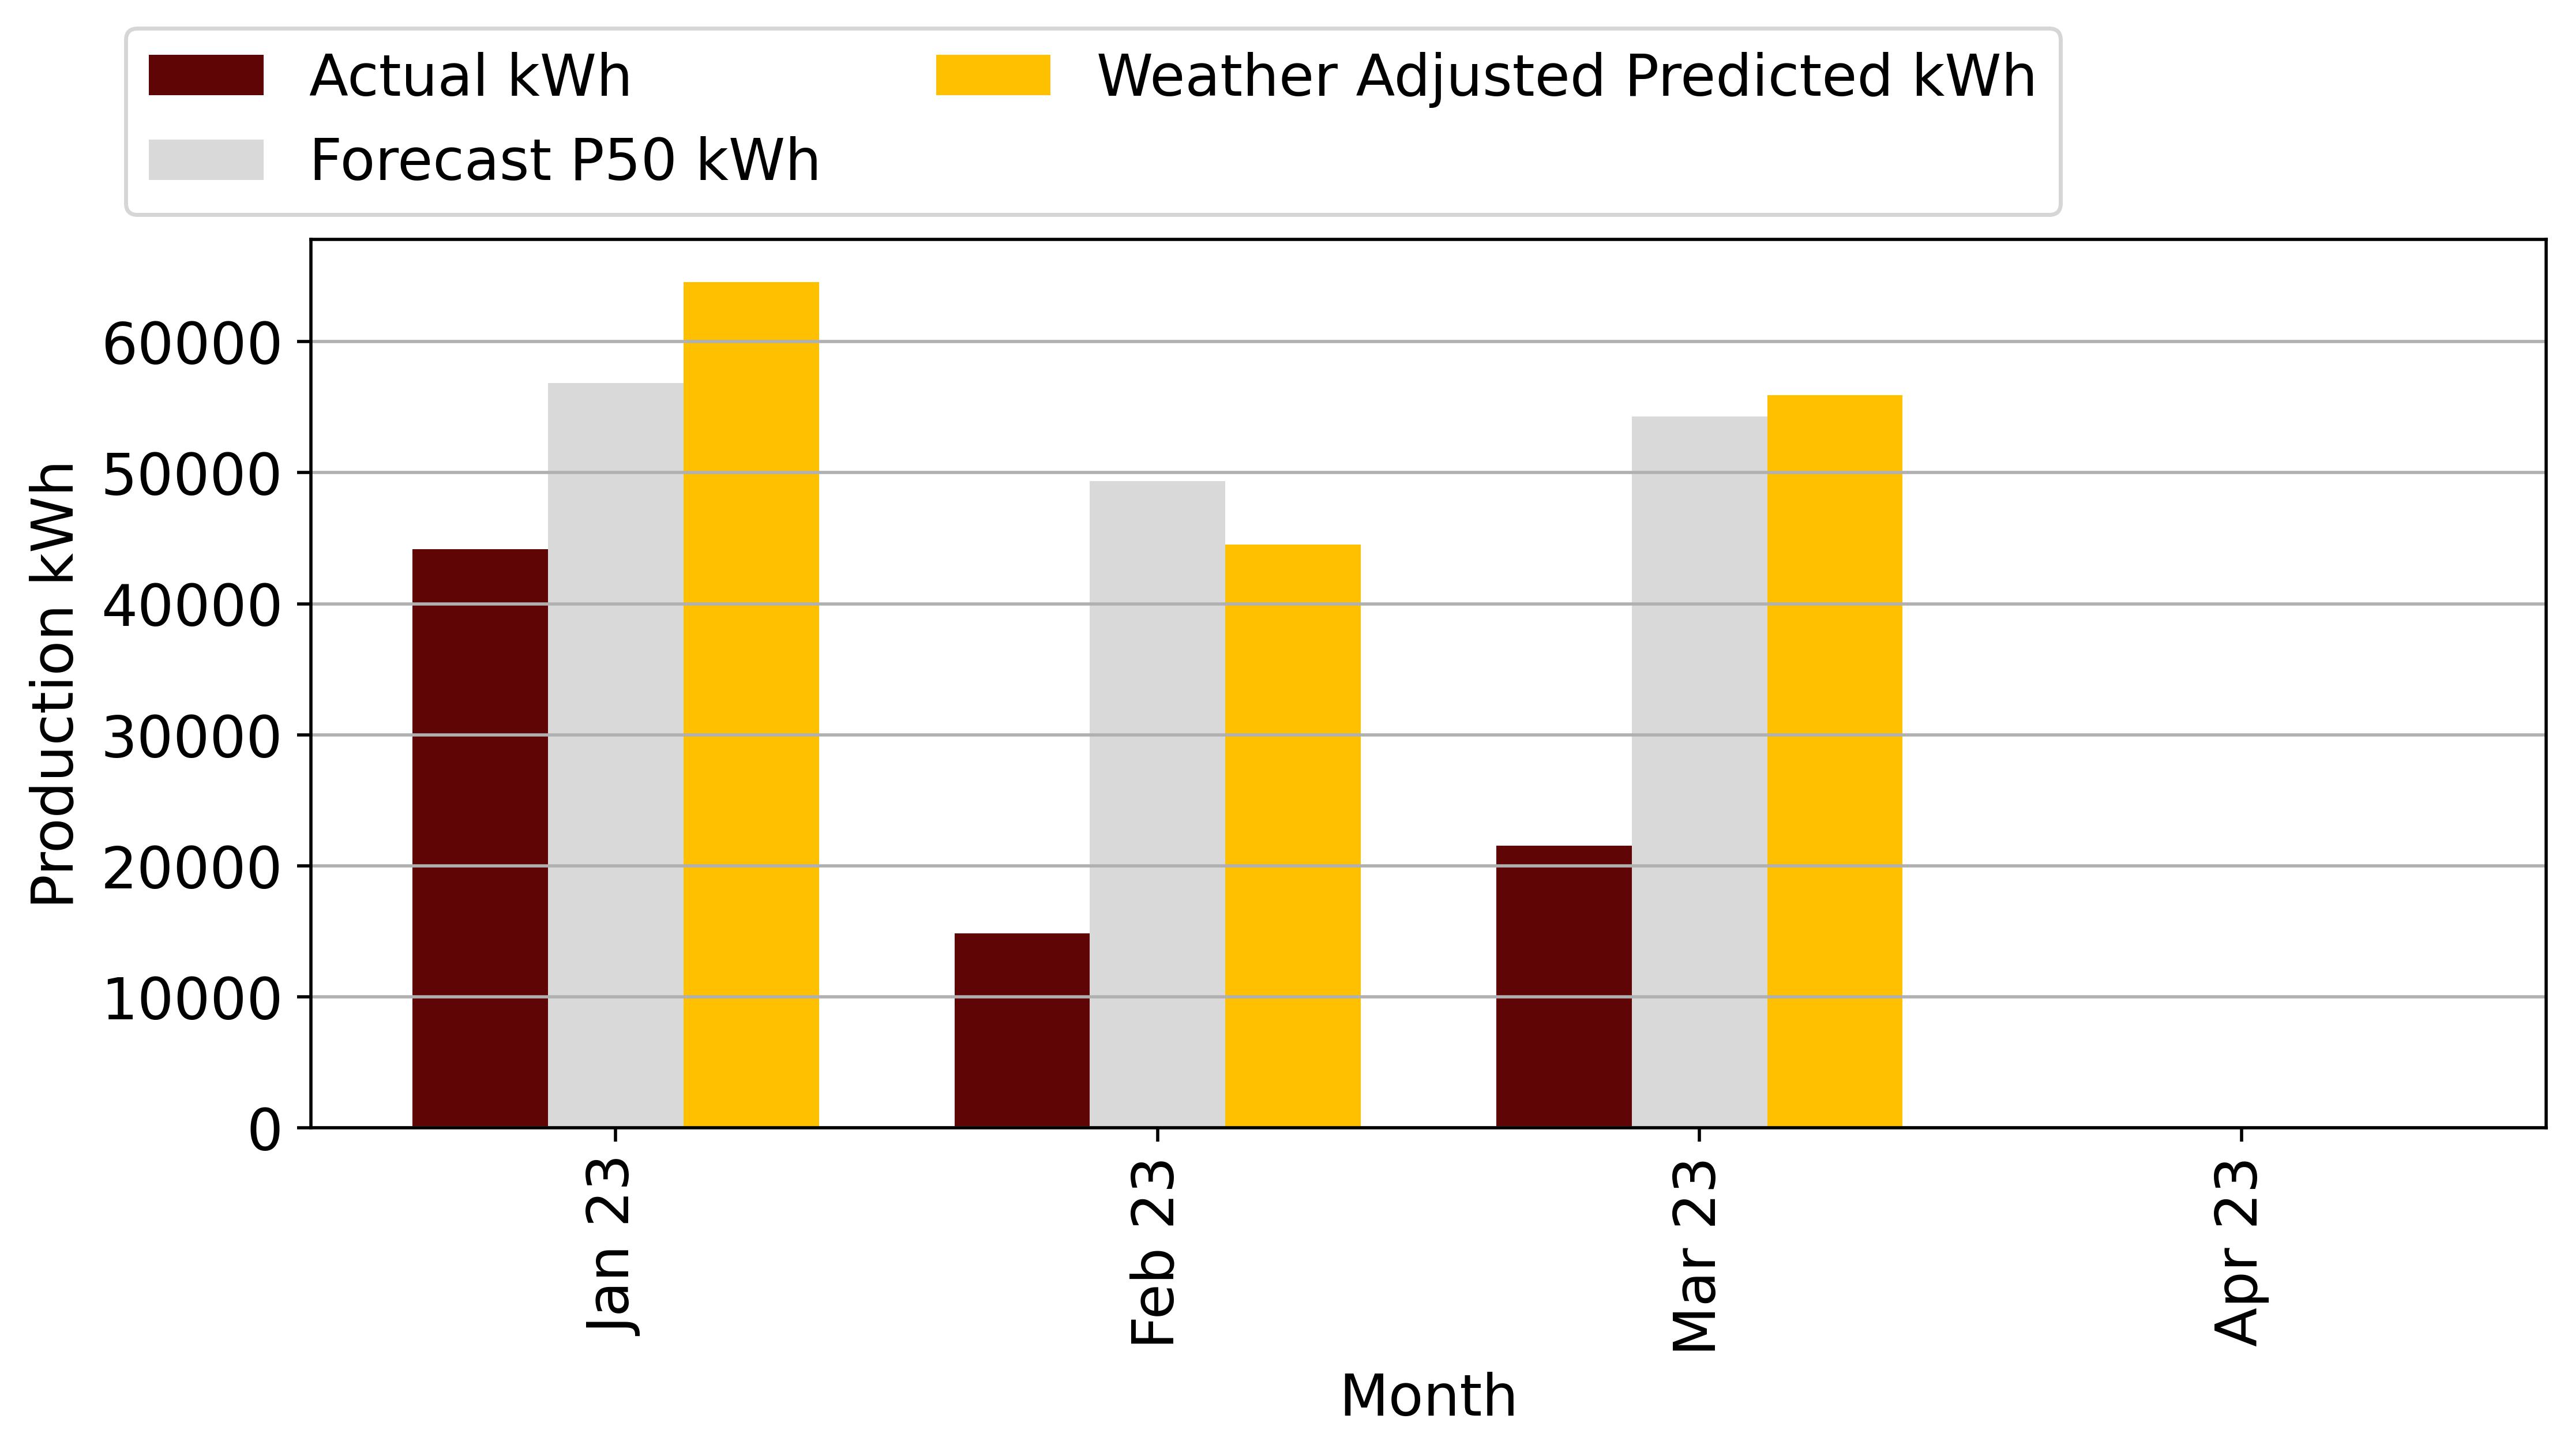 Actual kWh
Forecast P50 kWh
Weather Adjusted Predicted kWh
Production kWh
60000
50000
40000
30000
20000
10000
0
Jan 23
Feb 23
Mar 23
Apr 23
Month